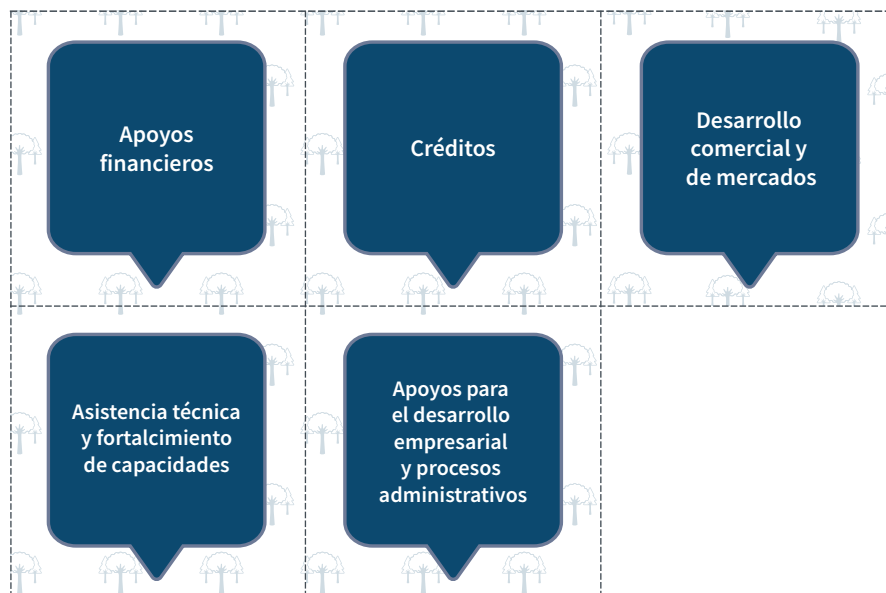 Apoyos
financieros
Créditos
Desarrollo
comercial y
de mercados
Asistencia técnica
y fortalcimiento
de capacidades
Apoyos para
el desarrollo
empresarial
y procesos
administrativos